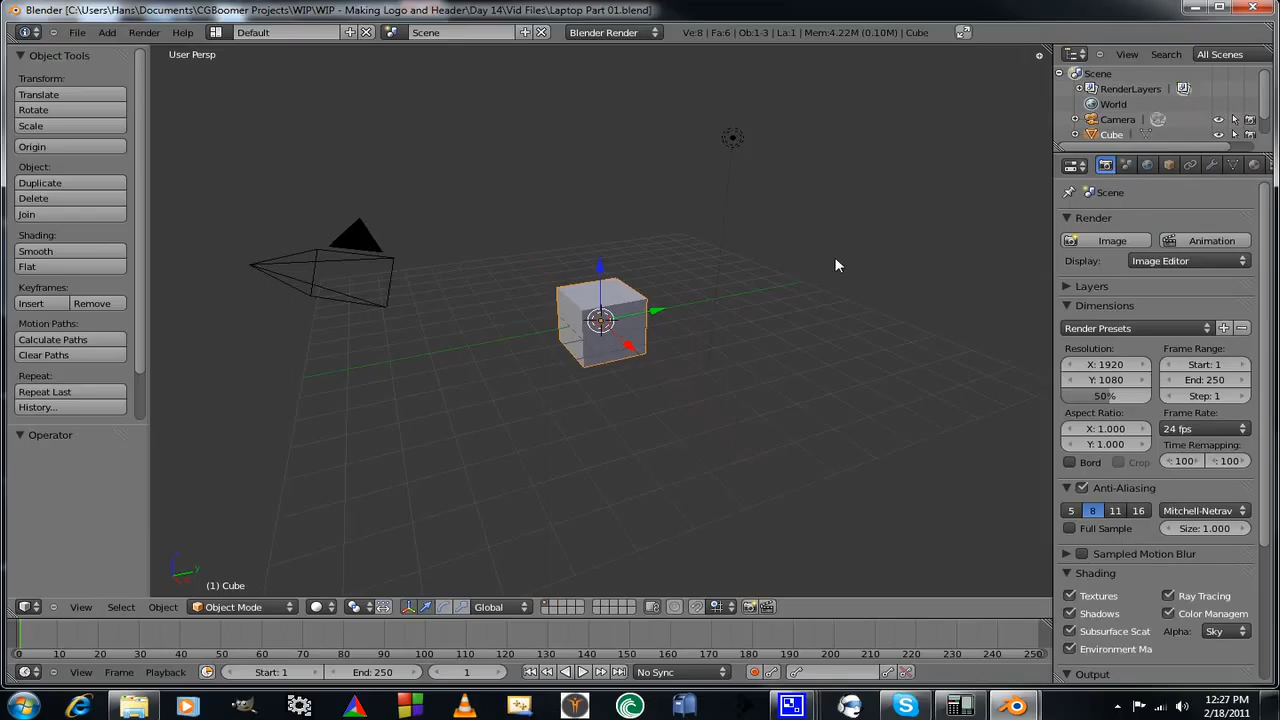 Blender [C:\Users\Hans\Documents\CGBoomer Projects\WIP\WIP - Making Logo and Header\Day 14\Vid Files\Laptop Part 01.blend]
File Add Render Help Default Scene Blender Render Ve:8 | Fa:6 | Ob:1-3 | La:1 | Mem:4.22M (0.10M) | Cube
Object Tools
Transform:
Translate
Rotate
Scale
Origin
Object:
Duplicate
Delete
Join
Shading:
Smooth
Flat
Keyframes:
Insert Remove
Motion Paths:
Calculate Paths
Clear Paths
Repeat:
Repeat Last
History...
Operator
User Persp
(1) Cube
View Select Object Object Mode Global
View Search All Scenes
Scene
RenderLayers
World
Camera
Cube
Scene
Render
Image Animation
Display: Image Editor
Layers
Dimensions
Render Presets
Resolution: Frame Range:
X: 1920 Start: 1
Y: 1080 End: 250
50% Step: 1
Aspect Ratio: Frame Rate:
X: 1.000 24 fps
Y: 1.000 Time Remapping:
Bord Crop : 100 : 100
Anti-Aliasing
5 8 11 16 Mitchell-Netrav
Full Sample Size: 1.000
Sampled Motion Blur
Shading
Textures Ray Tracing
Shadows Color Managem
Subsurface Scat Alpha: Sky
Environment Ma
Output
0 10 20 30 40 50 60 70 80 90 100 110 120 130 140 150 160 170 180 190 200 210 220 230 240 250
View Frame Playback Start: 1 End: 250 1 No Sync
12:27 PM
2/18/2011